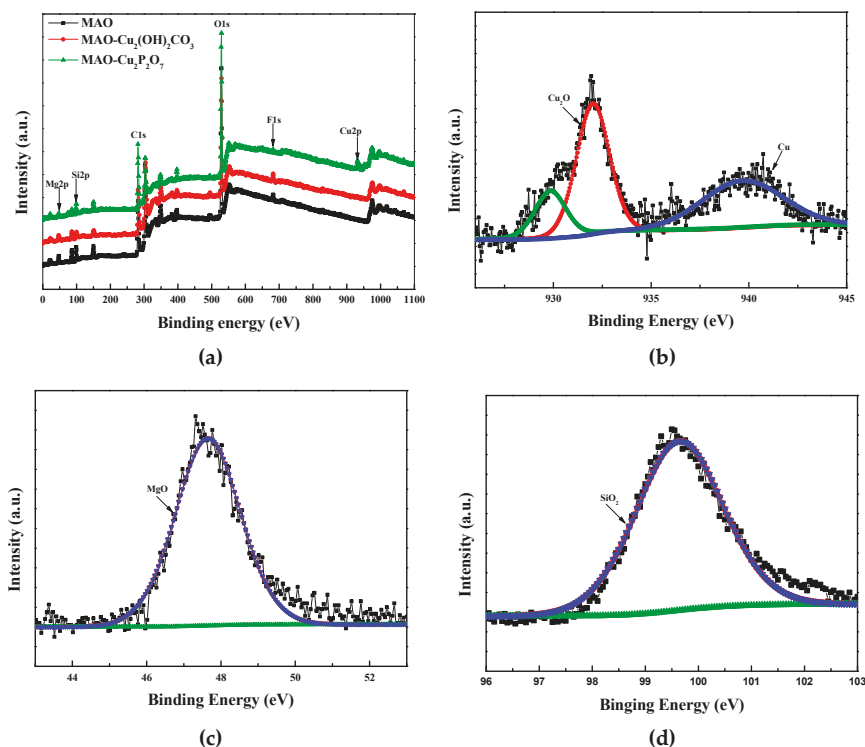 MAO
MAO-Cu₂(OH)₂CO₃
MAO-Cu₂P₂O₇
O1s
C1s
F1s
Cu2p
Mg2p
Si2p
Intensity (a.u.)
0 100 200 300 400 500 600 700 800 900 1000 1100
Binding energy (eV)
(a)
Cu₂O
Cu
Intensity (a.u.)
930 935 940 945
Binding Energy (eV)
(b)
MgO
Intensity (a.u.)
44 46 48 50 52
Binding Energy (eV)
(c)
SiO₂
Intensity (a.u.)
96 97 98 99 100 101 102 103
Binging Energy (eV)
(d)